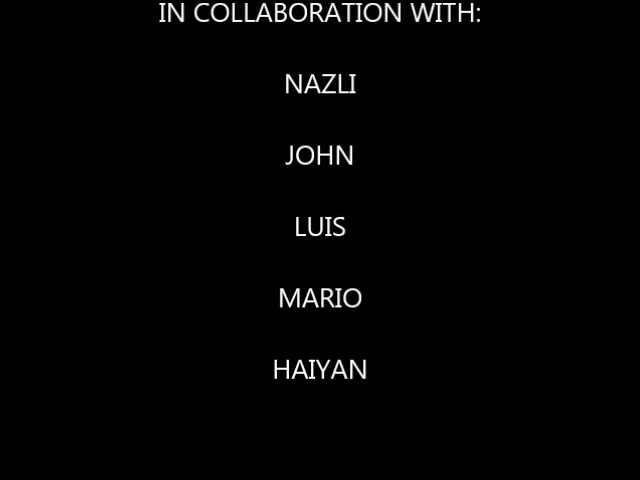 IN COLLABORATION WITH:
NAZLI
JOHN
LUIS
MARIO
HAIYAN